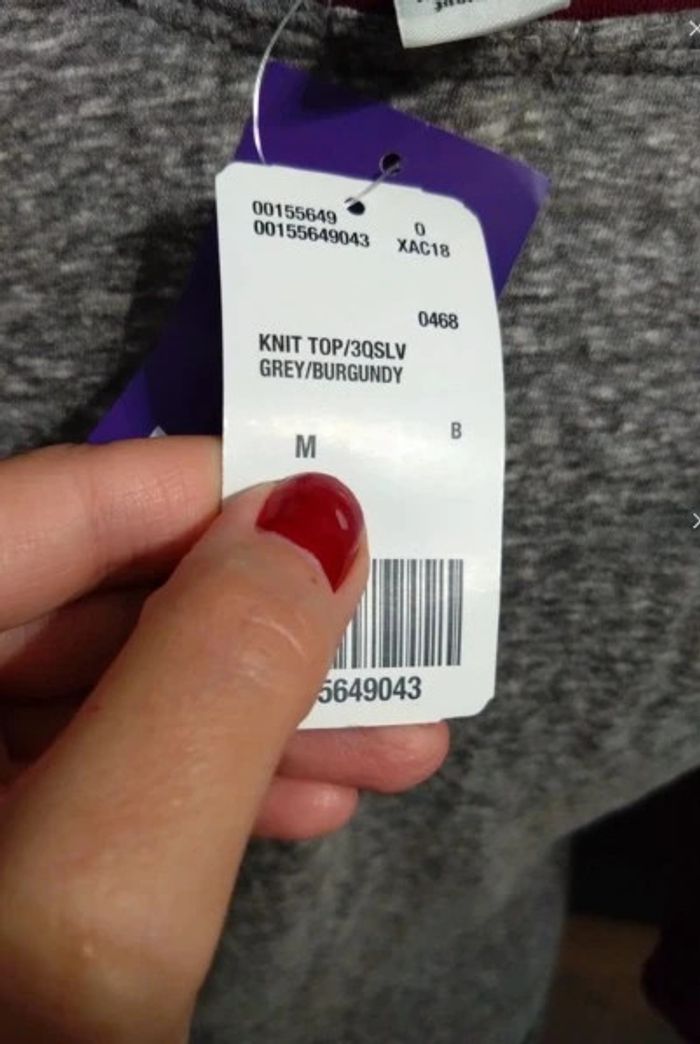 00155649
00155649043
0
XAC18
0468
KNIT TOP/3QSLV
GREY/BURGUNDY
B
M
5649043